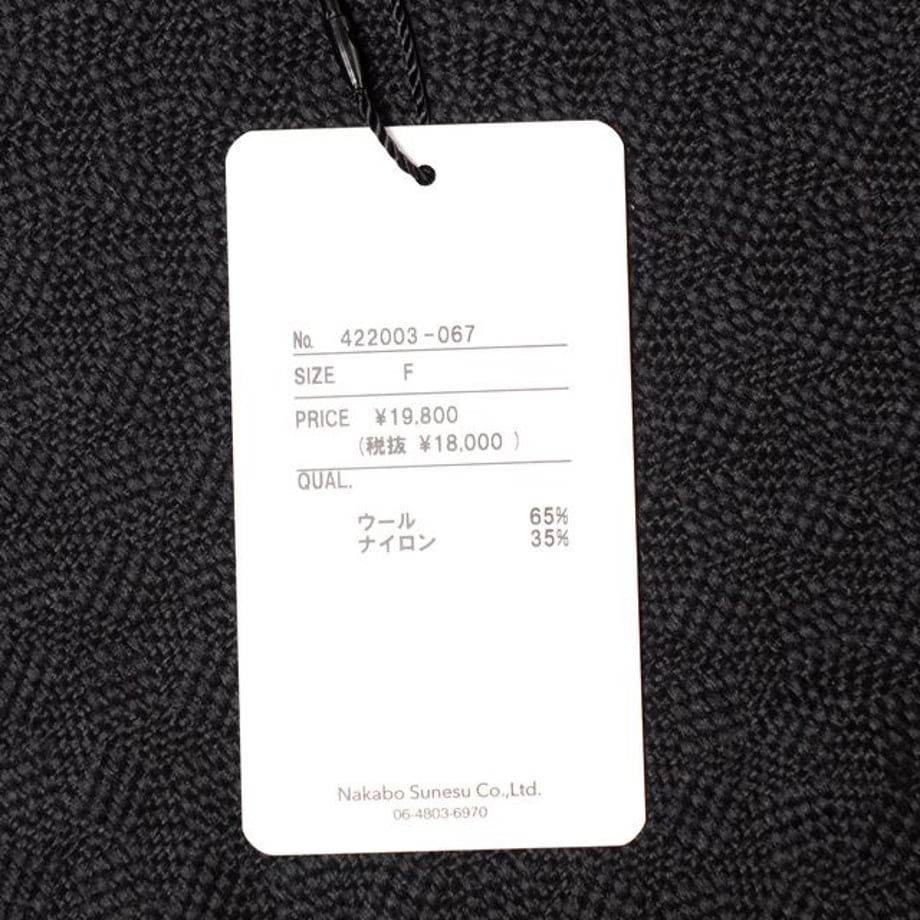 No. 422003-067
SIZE F
PRICE ¥19,800
(税抜 ¥18,000 )
QUAL.
ウール 65%
ナイロン 35%
Nakabo Sunesu Co.,Ltd.
06-4803-6970